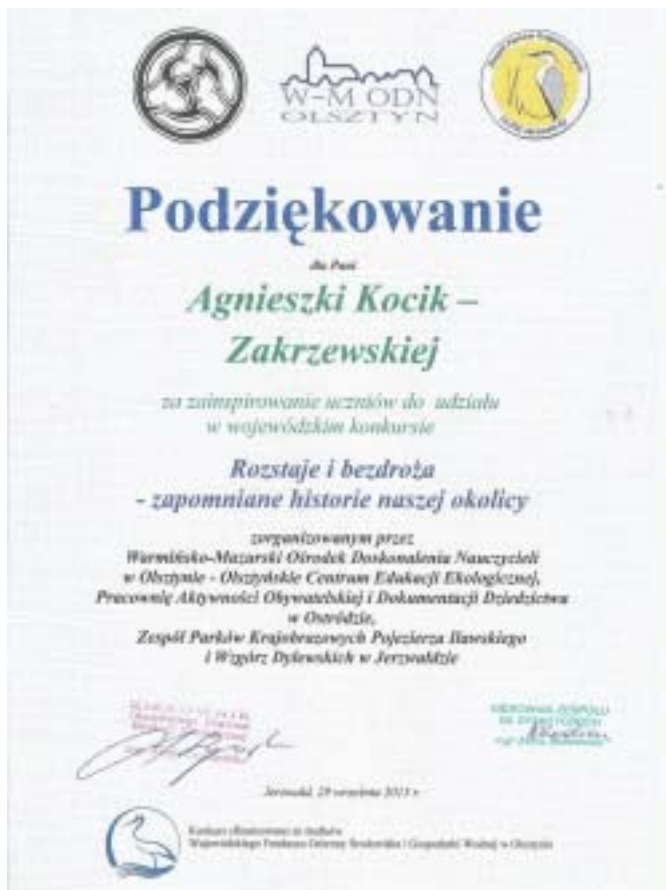 W-M ODN
OLSZTYN
Podziękowanie
dla Pani
Agnieszki Kocik –
Zakrzewskiej
za zainspirowanie uczniów do udziału
w wojewódzkim konkursie
Rozstaje i bezdroża
- zapomniane historie naszej okolicy
zorganizowanym przez
Warmińsko-Mazurski Ośrodek Doskonalenia Nauczycieli
w Olsztynie - Olsztyńskie Centrum Edukacji Ekologicznej,
Pracownię Aktywności Obywatelskiej i Dokumentacji Dziedzictwa
w Ostródzie,
Zespół Parków Krajobrazowych Pojezierza Iławskiego
i Wzgórz Dylewskich w Jerzwałdzie
Jerzwałd, 29 września 2015 r.
Konkurs sfinansowano ze środków
Wojewódzkiego Funduszu Ochrony Środowiska i Gospodarki Wodnej w Olsztynie